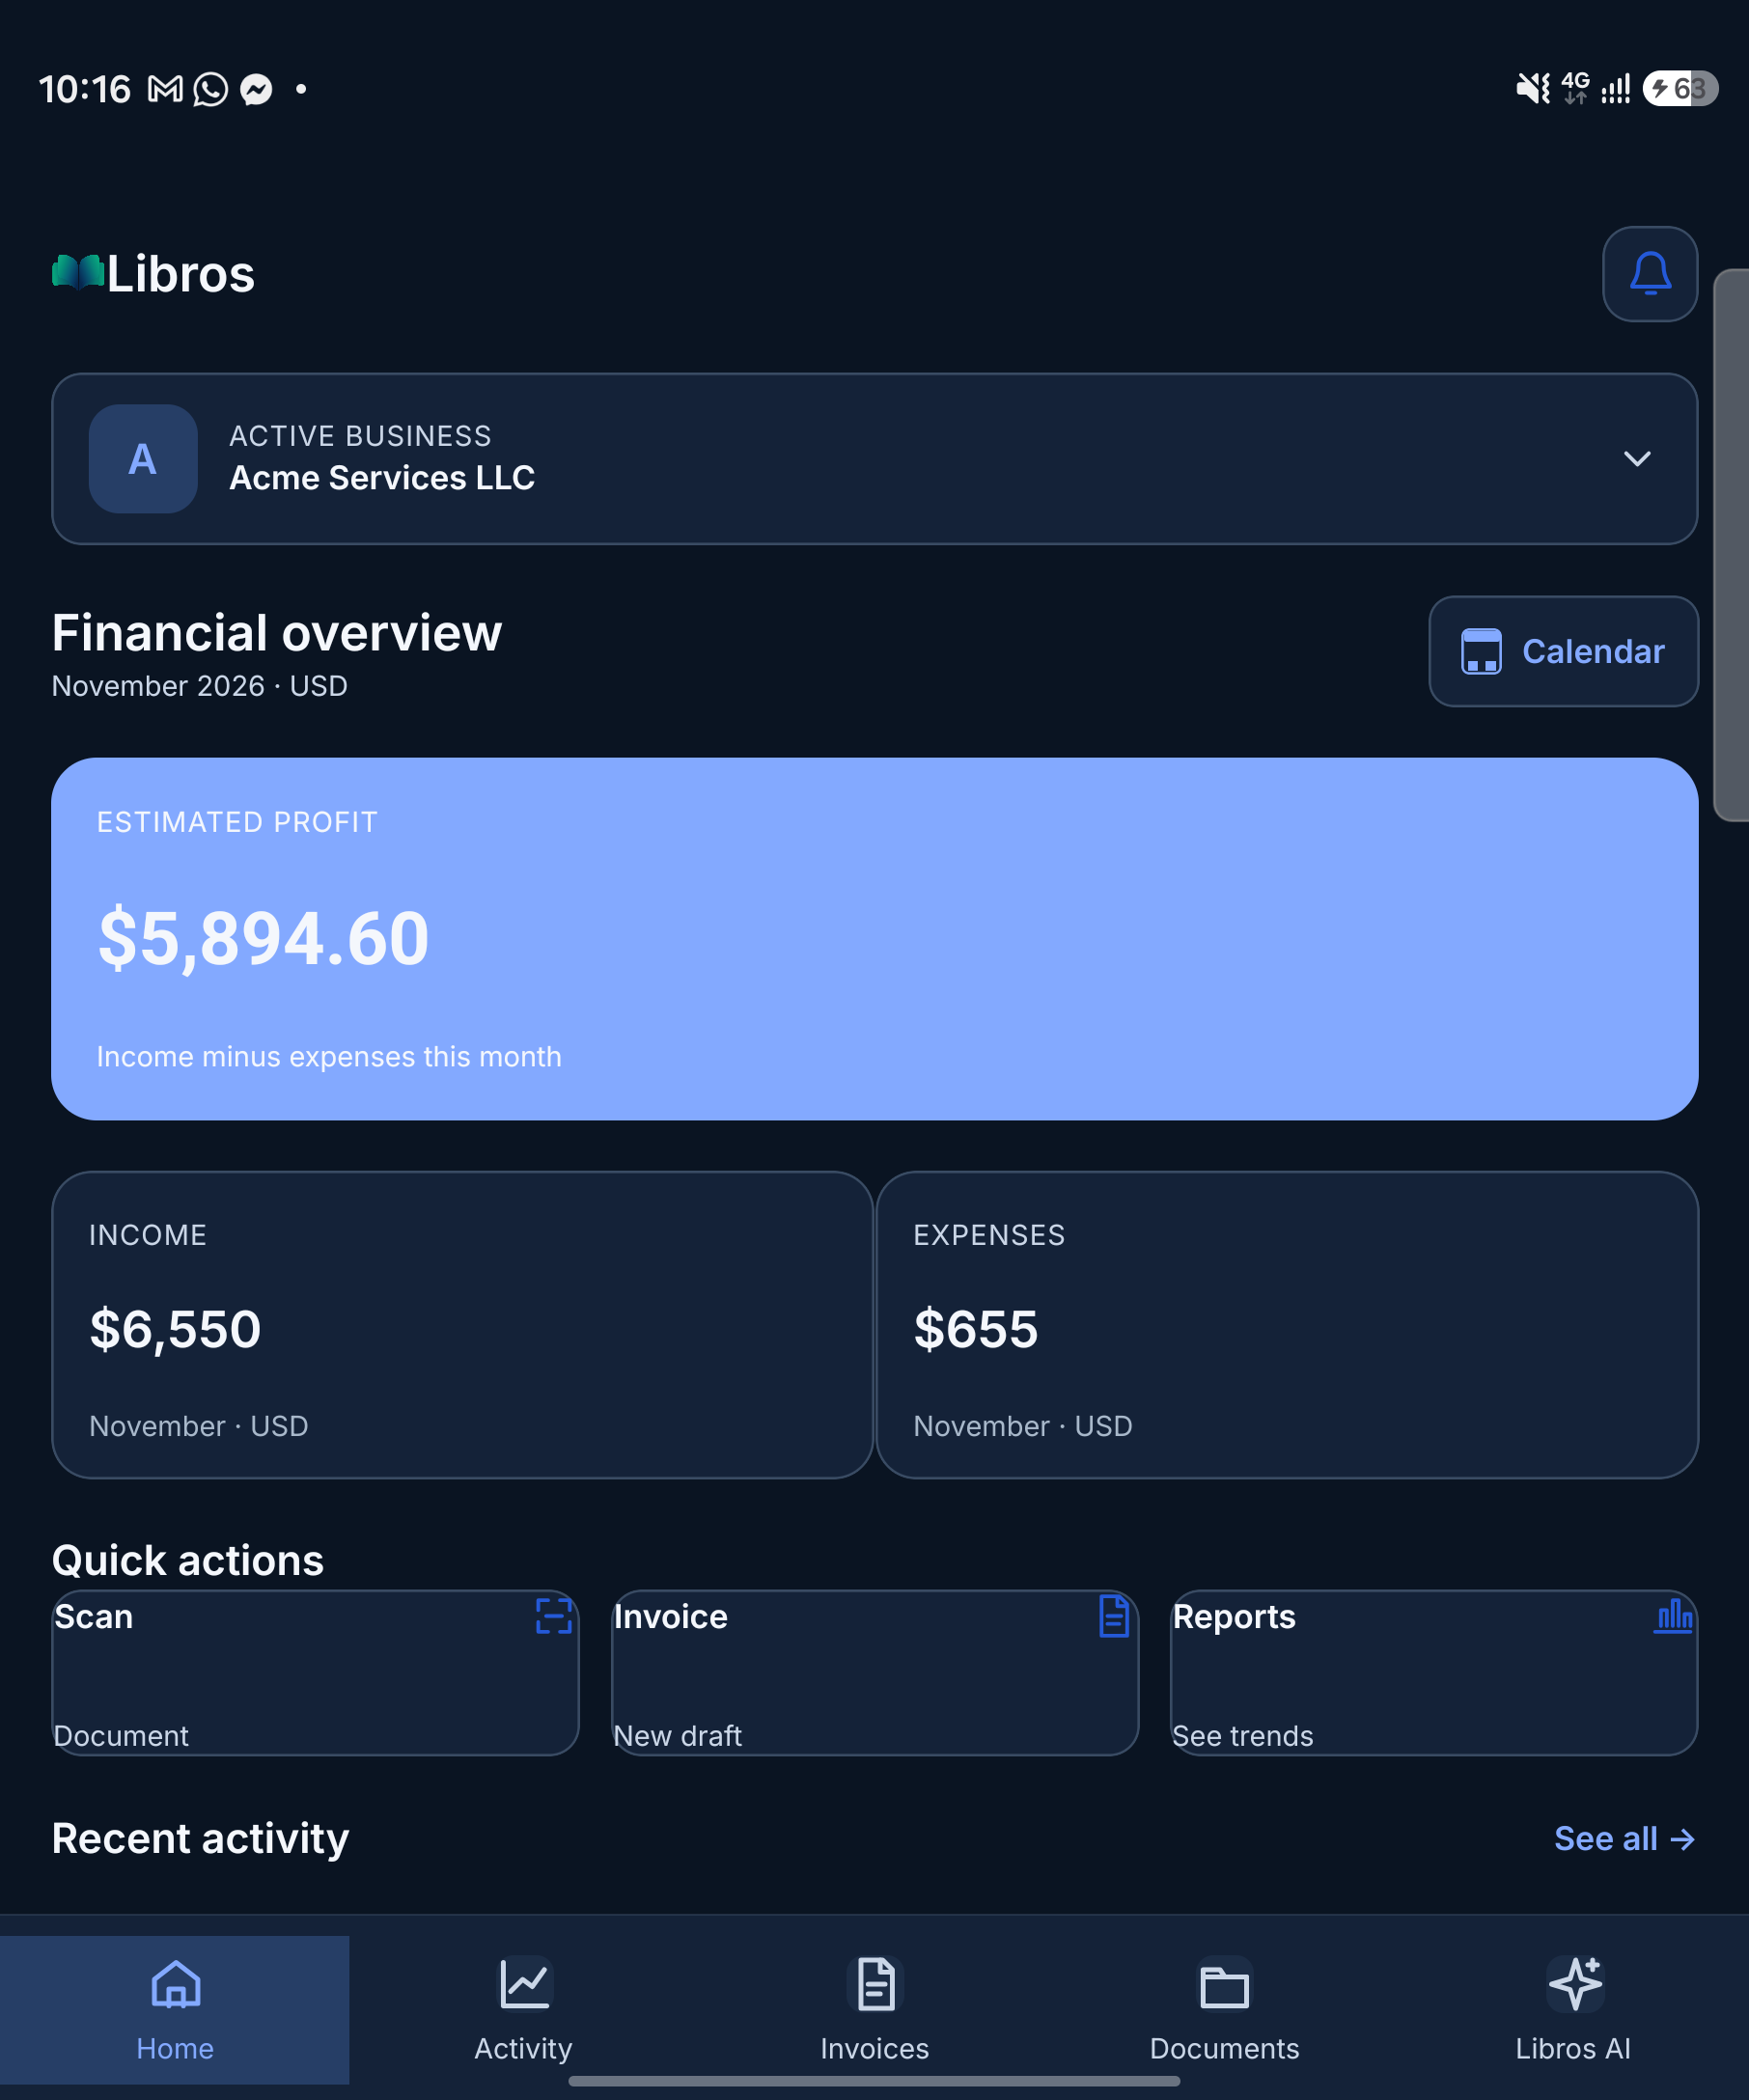 10:16
4G
63
Libros
A
ACTIVE BUSINESS
Acme Services LLC
Financial overview
November 2026 · USD
Calendar
ESTIMATED PROFIT
$5,894.60
Income minus expenses this month
INCOME
$6,550
November · USD
EXPENSES
$655
November · USD
Quick actions
Scan
Document
Invoice
New draft
Reports
See trends
Recent activity
See all →
Home
Activity
Invoices
Documents
Libros AI